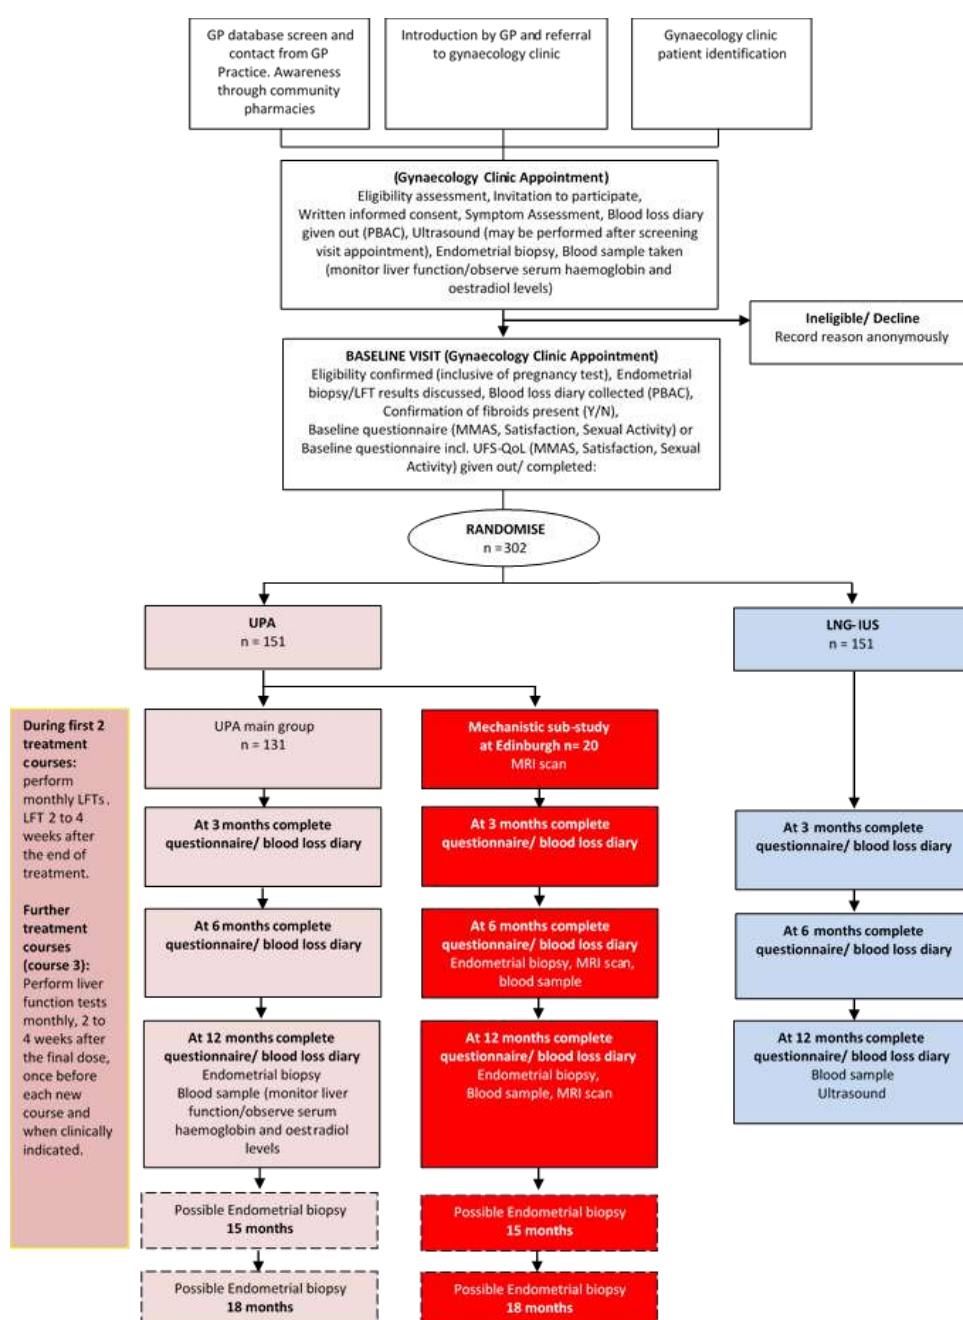 GP database screen and
contact from GP
Practice. Awareness
through community
pharmacies
Introduction by GP and referral
to gynaecology clinic
Gynaecology clinic
patient identification
(Gynaecology Clinic Appointment)
Eligibility assessment, Invitation to participate,
Written informed consent, Symptom Assessment, Blood loss diary
given out (PBAC), Ultrasound (may be performed after screening
visit appointment), Endometrial biopsy, Blood sample taken
(monitor liver function/observe serum haemoglobin and
oestradiol levels)
Ineligible/ Decline
Record reason anonymously
BASELINE VISIT (Gynaecology Clinic Appointment)
Eligibility confirmed (inclusive of pregnancy test), Endometrial
biopsy/LFT results discussed, Blood loss diary collected (PBAC),
Confirmation of fibroids present (Y/N),
Baseline questionnaire (MMAS, Satisfaction, Sexual Activity) or
Baseline questionnaire incl. UFS-QoL (MMAS, Satisfaction, Sexual
Activity) given out/ completed:
RANDOMISE
n =302
UPA
n = 151
LNG-IUS
n = 151
During first 2
treatment
courses:
perform
monthly LFTs.
LFT 2 to 4
weeks after
the end of
treatment.
Further
treatment
courses
(course 3):
Perform liver
function tests
monthly, 2 to
4 weeks after
the final dose,
once before
each new
course and
when clinically
indicated.
UPA main group
n = 131
Mechanistic sub-study
at Edinburgh n= 20
MRI scan
At 3 months complete
questionnaire/ blood loss diary
At 3 months complete
questionnaire/ blood loss diary
At 3 months complete
questionnaire/ blood loss diary
At 6 months complete
questionnaire/ blood loss diary
At 6 months complete
questionnaire/ blood loss diary
Endometrial biopsy, MRI scan,
blood sample
At 6 months complete
questionnaire/ blood loss diary
At 12 months complete
questionnaire/ blood loss diary
Endometrial biopsy
Blood sample (monitor liver
function/observe serum
haemoglobin and oestradiol
levels
At 12 months complete
questionnaire/ blood loss diary
Endometrial biopsy,
Blood sample, MRI scan
At 12 months complete
questionnaire/ blood loss diary
Blood sample
Ultrasound
Possible Endometrial biopsy
15 months
Possible Endometrial biopsy
15 months
Possible Endometrial biopsy
18 months
Possible Endometrial biopsy
18 months